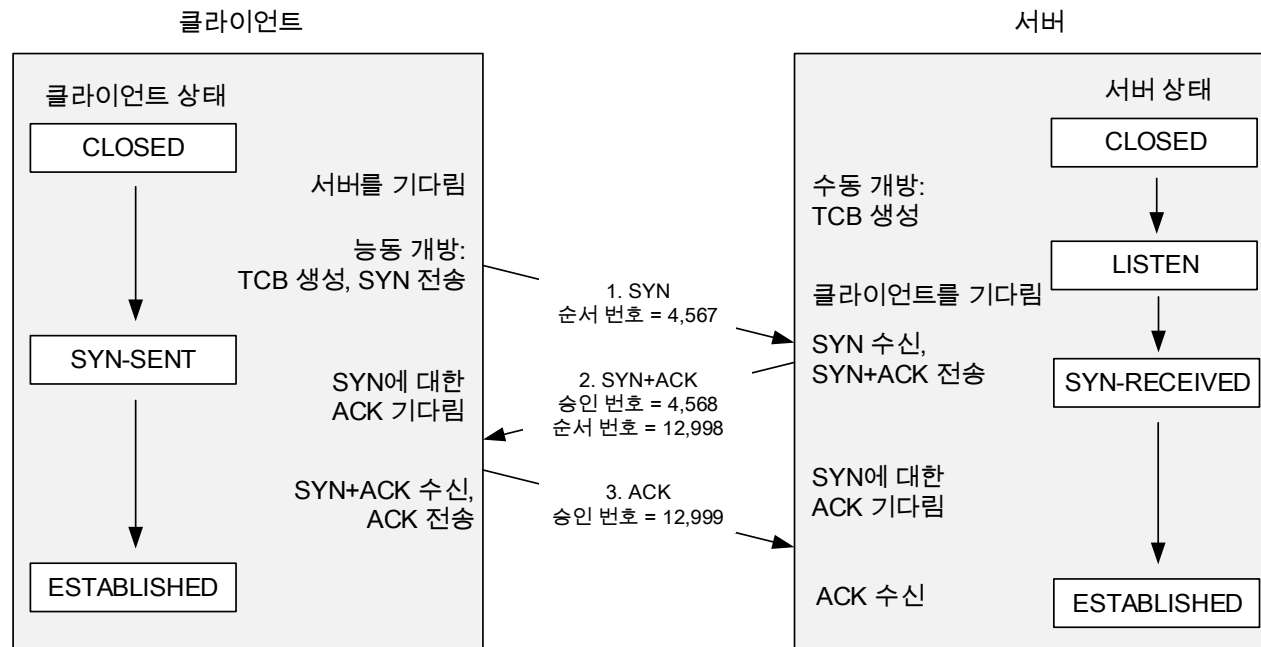 클라이언트
서버
클라이언트 상태
CLOSED
서버를 기다림
능동 개방:
TCB 생성, SYN 전송
SYN-SENT
SYN에 대한
ACK 기다림
SYN+ACK 수신,
ACK 전송
ESTABLISHED
1. SYN
순서 번호 = 4,567
2. SYN+ACK
승인 번호 = 4,568
순서 번호 = 12,998
3. ACK
승인 번호 = 12,999
서버 상태
CLOSED
수동 개방:
TCB 생성
LISTEN
클라이언트를 기다림
SYN 수신,
SYN+ACK 전송
SYN-RECEIVED
SYN에 대한
ACK 기다림
ACK 수신
ESTABLISHED